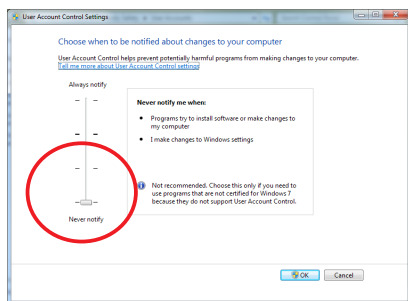 User Account Control Settings
Choose when to be notified about changes to your computer
User Account Control helps prevent potentially harmful programs from making changes to your computer.
Tell me more about User Account Control settings
Always notify
Never notify me when:
• Programs try to install software or make changes to
my computer
• I make changes to Windows settings
Not recommended. Choose this only if you need to
use programs that are not certified for Windows 7
because they do not support User Account Control.
Never notify
OK
Cancel